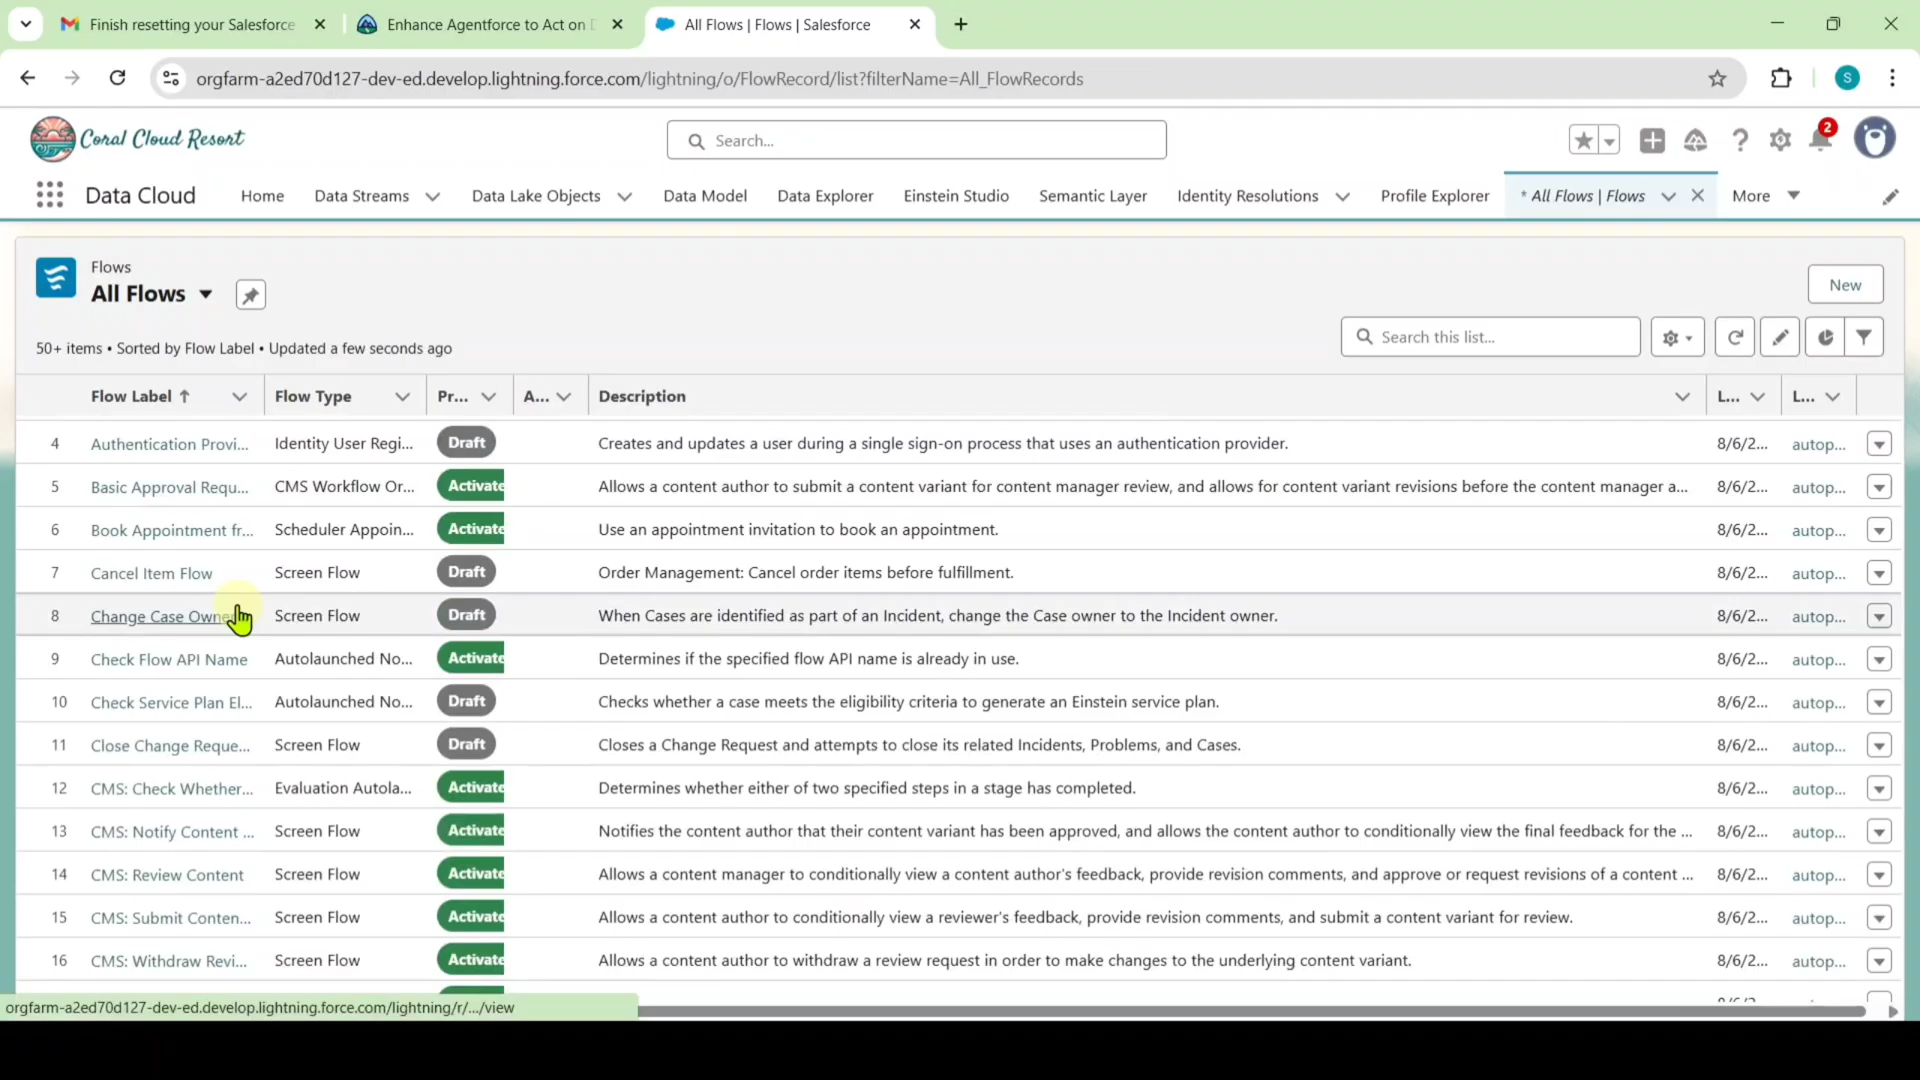 Finish resetting your Salesforce
Enhance Agentforce to Act on D
All Flows | Flows | Salesforce
orgfarm-a2ed70d127-dev-ed.develop.lightning.force.com/lightning/o/FlowRecord/list?filterName=All_FlowRecords
S
Coral Cloud Resort
Search...
2
Data Cloud
Home
Data Streams
Data Lake Objects
Data Model
Data Explorer
Einstein Studio
Semantic Layer
Identity Resolutions
Profile Explorer
* All Flows | Flows
More
Flows
All Flows
New
50+ items • Sorted by Flow Label • Updated a few seconds ago
Search this list...
Flow Label ↑ Flow Type Pr... A... Description L... L...
4 Authentication Provi... Identity User Regi... Draft Creates and updates a user during a single sign-on process that uses an authentication provider. 8/6/2... autop...
5 Basic Approval Requ... CMS Workflow Or... Activate Allows a content author to submit a content variant for content manager review, and allows for content variant revisions before the content manager a... 8/6/2... autop...
6 Book Appointment fr... Scheduler Appoin... Activate Use an appointment invitation to book an appointment. 8/6/2... autop...
7 Cancel Item Flow Screen Flow Draft Order Management: Cancel order items before fulfillment. 8/6/2... autop...
8 Change Case Owne Screen Flow Draft When Cases are identified as part of an Incident, change the Case owner to the Incident owner. 8/6/2... autop...
9 Check Flow API Name Autolaunched No... Activate Determines if the specified flow API name is already in use. 8/6/2... autop...
10 Check Service Plan El... Autolaunched No... Draft Checks whether a case meets the eligibility criteria to generate an Einstein service plan. 8/6/2... autop...
11 Close Change Reque... Screen Flow Draft Closes a Change Request and attempts to close its related Incidents, Problems, and Cases. 8/6/2... autop...
12 CMS: Check Whether... Evaluation Autola... Activate Determines whether either of two specified steps in a stage has completed. 8/6/2... autop...
13 CMS: Notify Content ... Screen Flow Activate Notifies the content author that their content variant has been approved, and allows the content author to conditionally view the final feedback for the ... 8/6/2... autop...
14 CMS: Review Content Screen Flow Activate Allows a content manager to conditionally view a content author's feedback, provide revision comments, and approve or request revisions of a content ... 8/6/2... autop...
15 CMS: Submit Conten... Screen Flow Activate Allows a content author to conditionally view a reviewer's feedback, provide revision comments, and submit a content variant for review. 8/6/2... autop...
16 CMS: Withdraw Revi... Screen Flow Activate Allows a content author to withdraw a review request in order to make changes to the underlying content variant. 8/6/2... autop...
orgfarm-a2ed70d127-dev-ed.develop.lightning.force.com/lightning/r/.../view